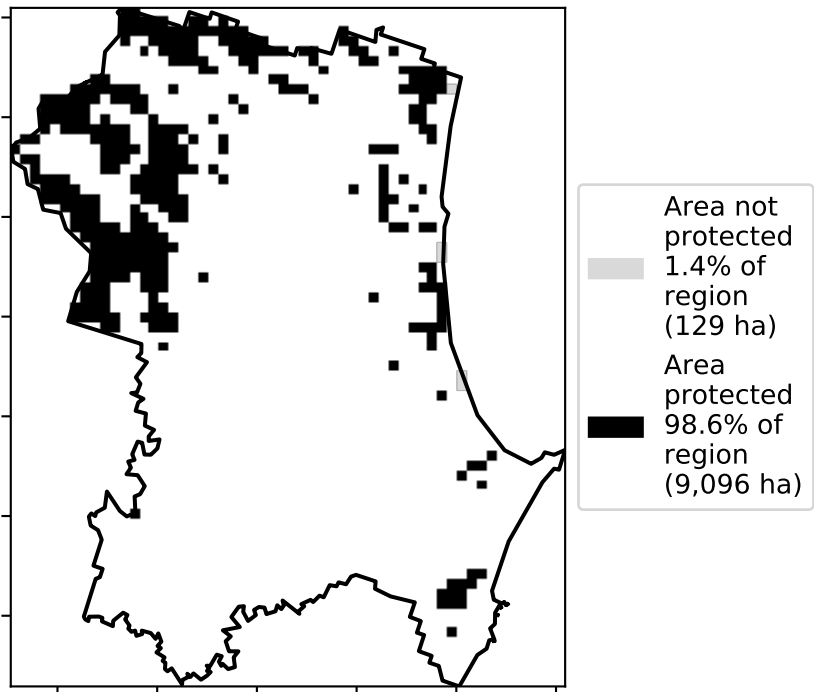 Area not
protected
1.4% of
region
(129 ha)
Area
protected
98.6% of
region
(9,096 ha)